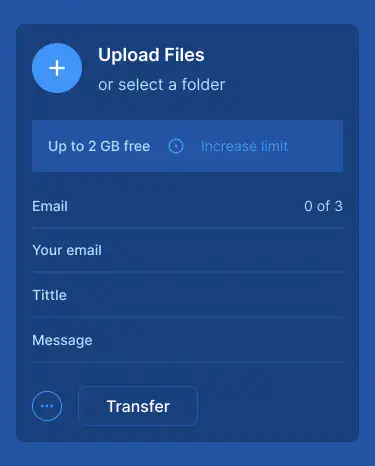 Upload Files
or select a folder
Up to 2 GB free Increase limit
Email 0 of 3
Your email
Tittle
Message
Transfer